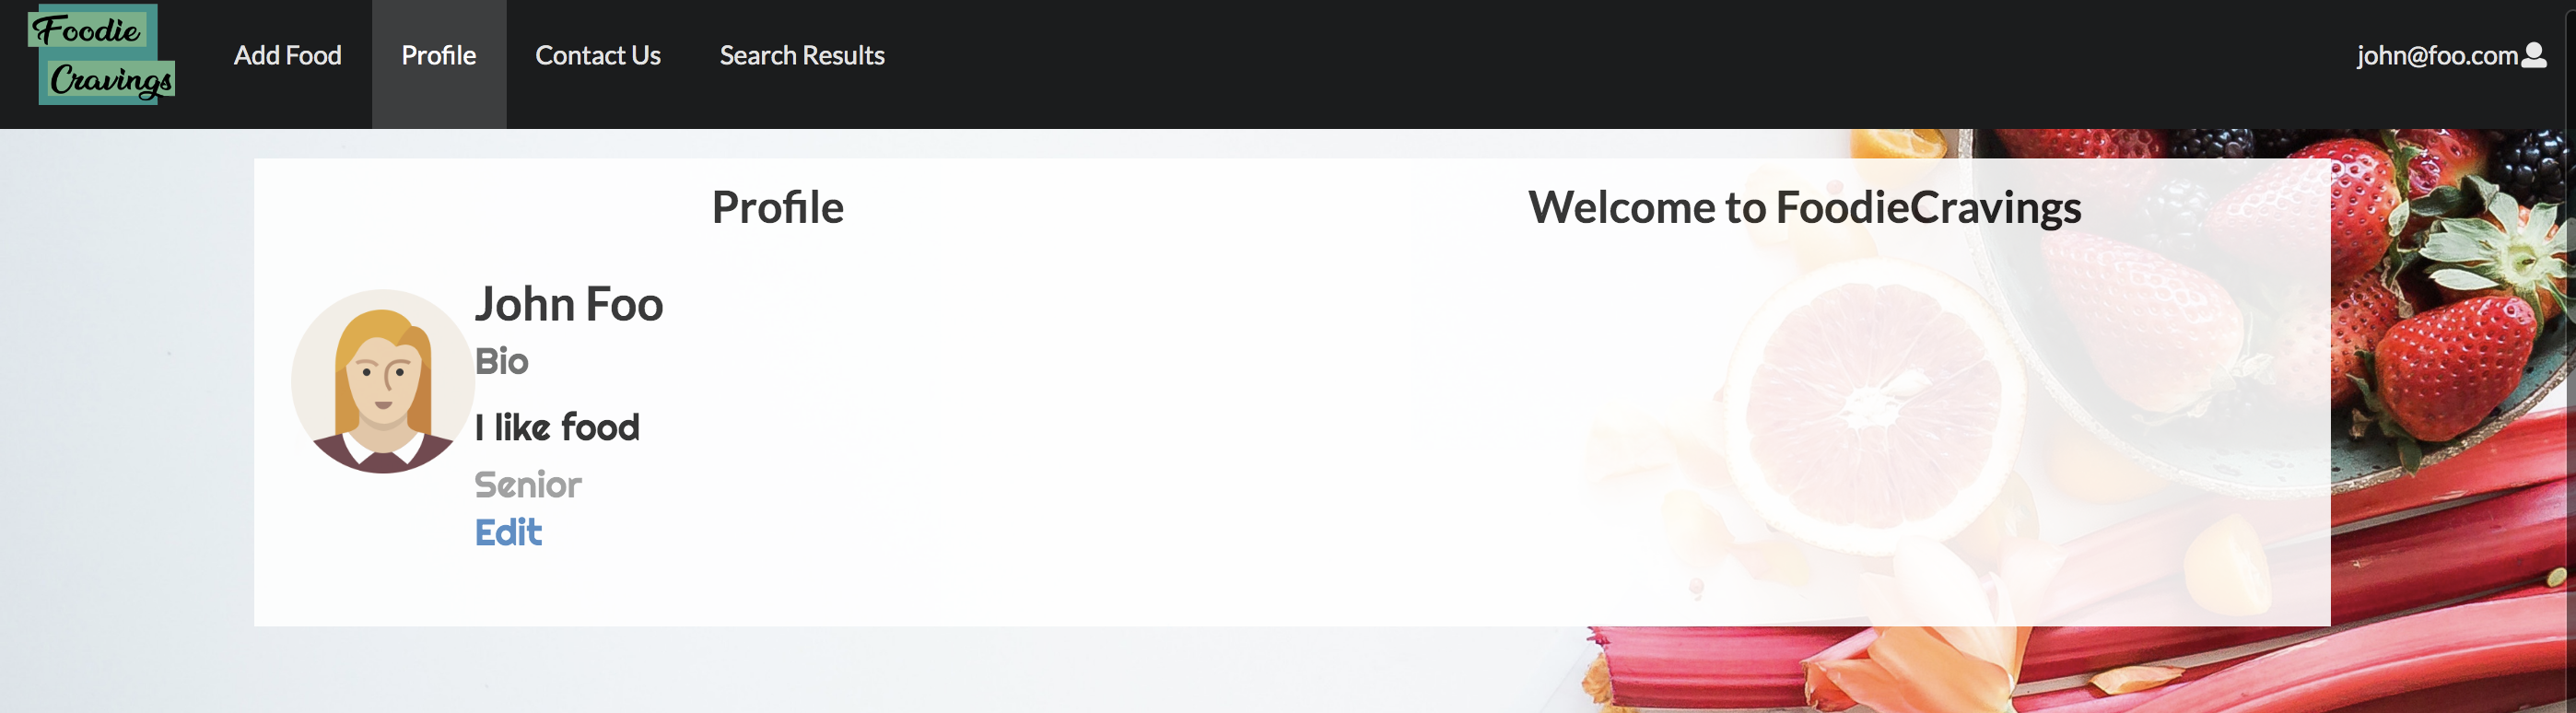 Foodie
Cravings
Add Food
Profile
Contact Us
Search Results
john@foo.com
Profile
Welcome to FoodieCravings
John Foo
Bio
I like food
Senior
Edit